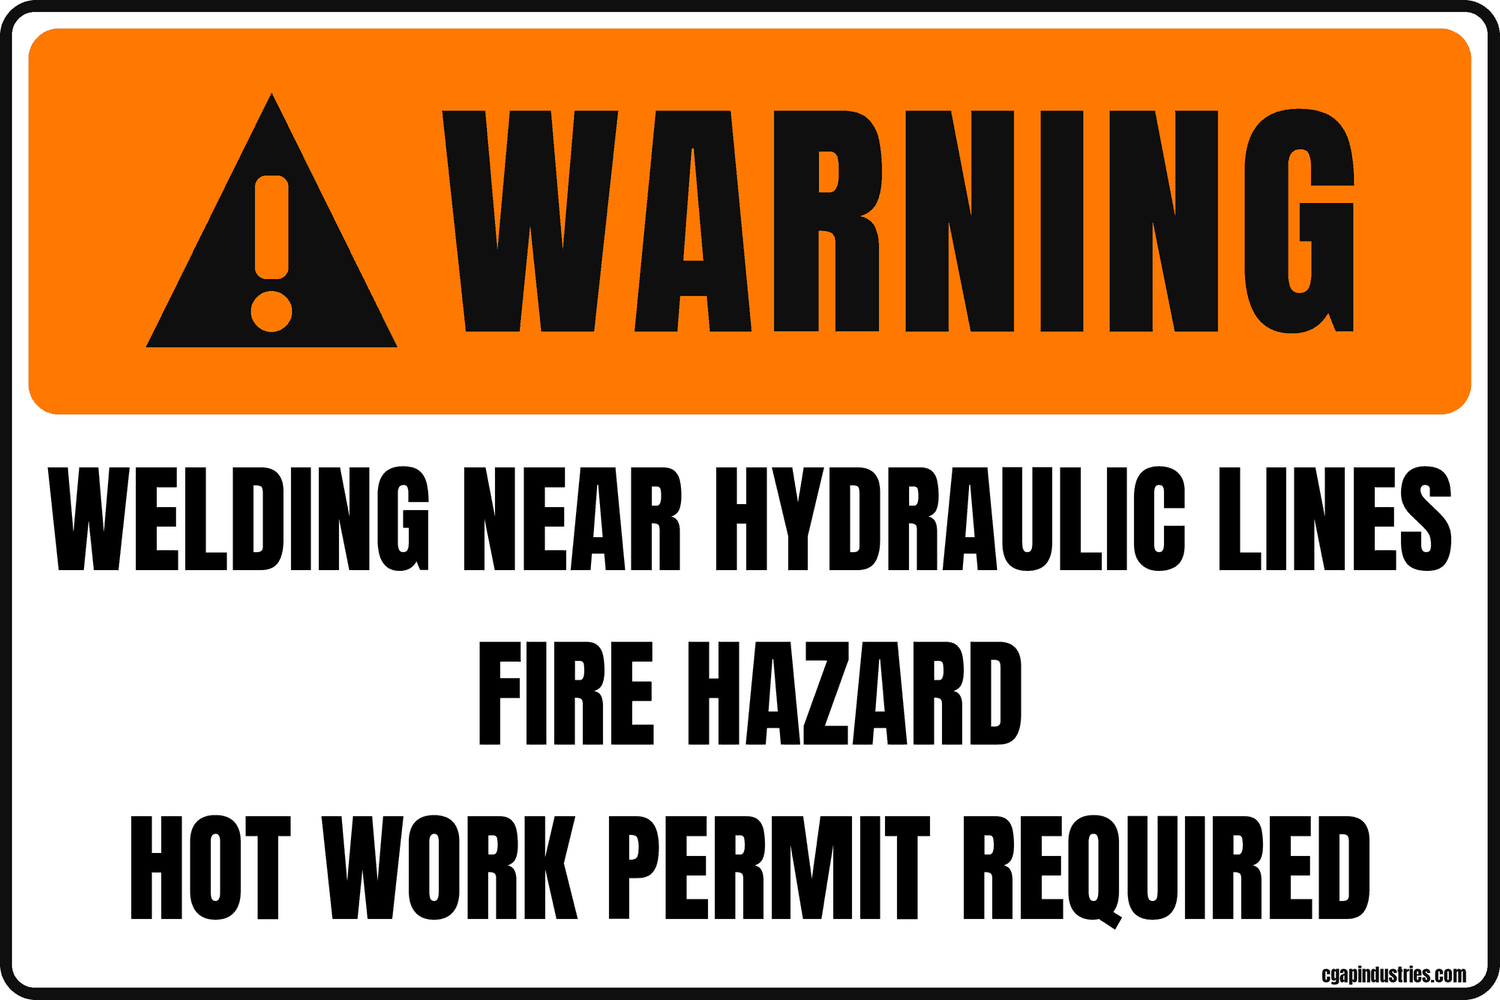 WARNING
WELDING NEAR HYDRAULIC LINES
FIRE HAZARD
HOT WORK PERMIT REQUIRED
cgapindustries.com